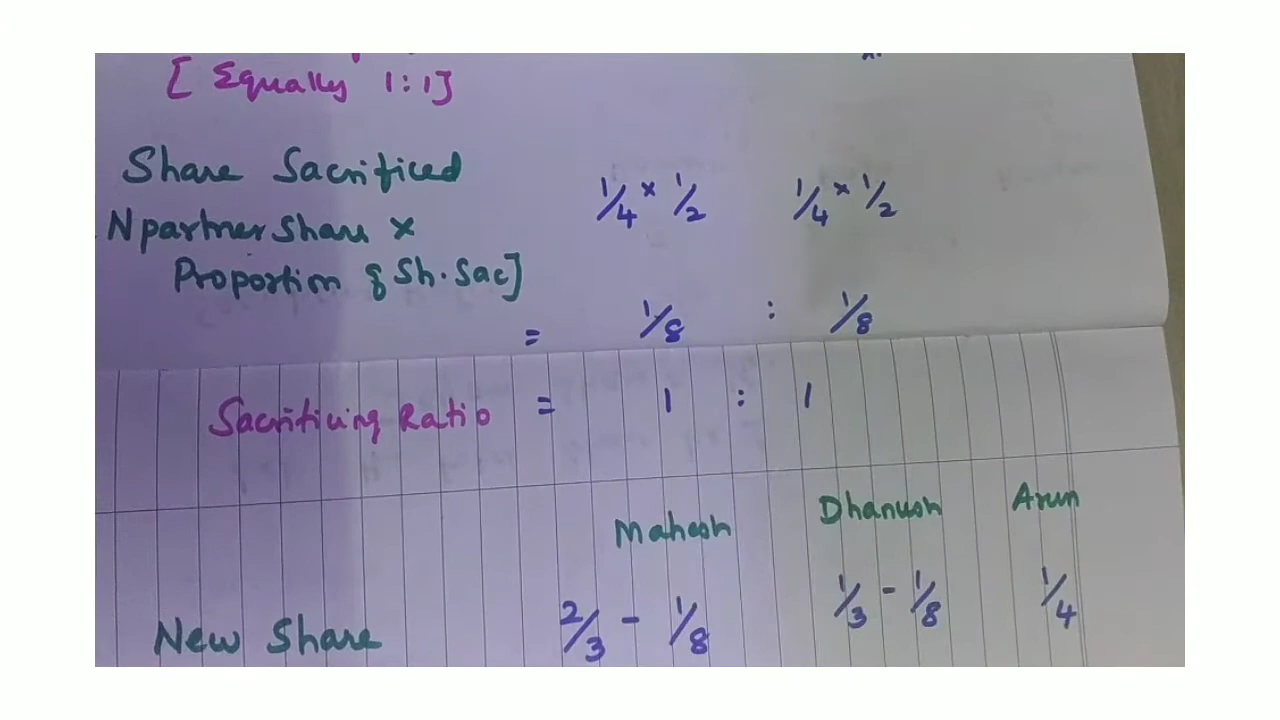 [ Equally 1:1]
Share Sacrificed 1/4 × 1/2 1/4 × 1/2
N partner Share ×
Proportion & Sh. Sac]
= 1/8 : 1/8
Sacrificing Ratio = 1 : 1
Mahesh Dhanush Arun
New Share 2/3 - 1/8 1/3 - 1/8 1/4